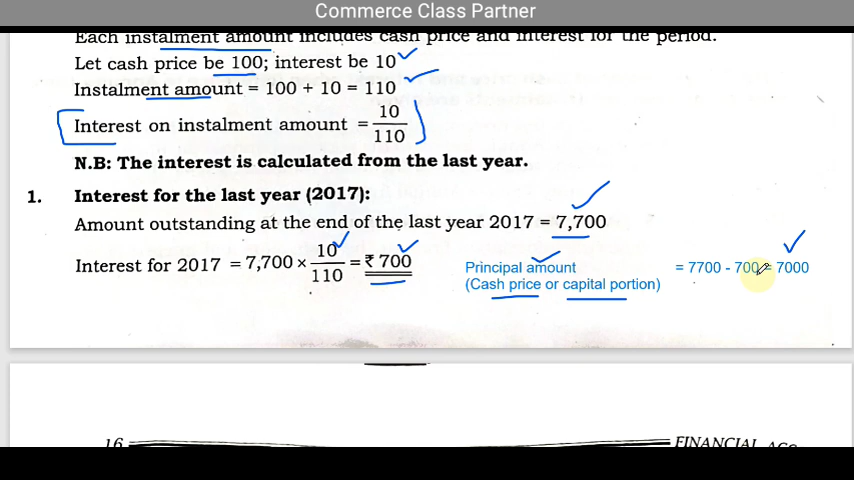 Commerce Class Partner
Each instalment amount includes cash price and interest for the period.
Let cash price be 100; interest be 10
Instalment amount = 100 + 10 = 110
Interest on instalment amount = 10/110
N.B: The interest is calculated from the last year.
1. Interest for the last year (2017):
Amount outstanding at the end of the last year 2017 = 7,700
Interest for 2017 = 7,700 × 10/110 = ₹ 700
Principal amount = 7700 - 700 = 7000
(Cash price or capital portion)
16 FINANCIAL